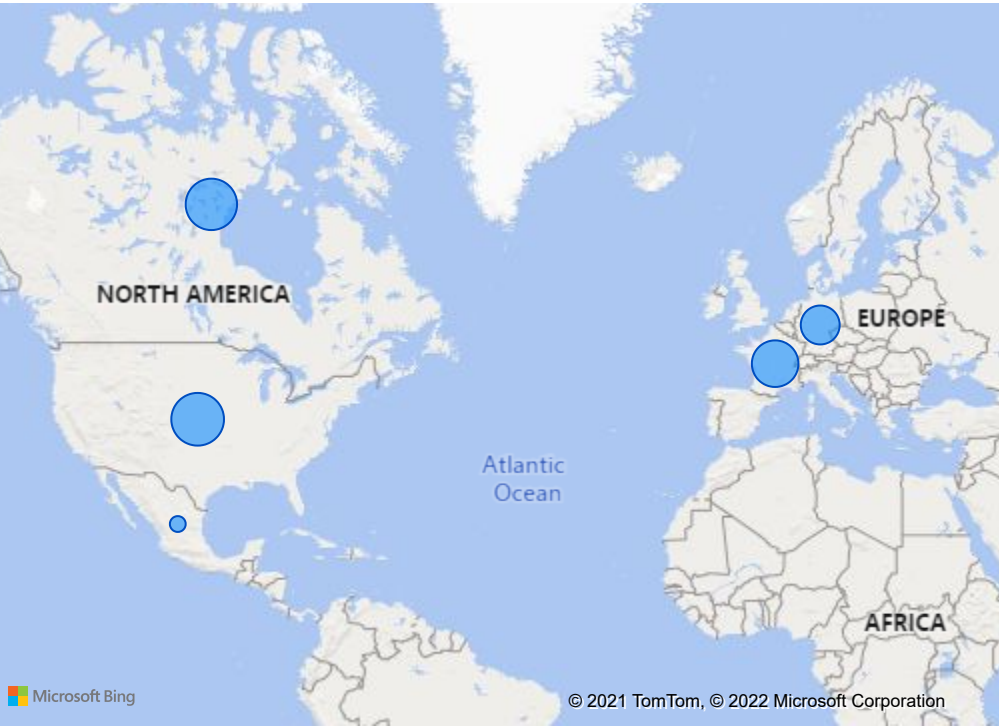 NORTH AMERICA
EUROPE
Atlantic
Ocean
AFRICA
Microsoft Bing
© 2021 TomTom, © 2022 Microsoft Corporation